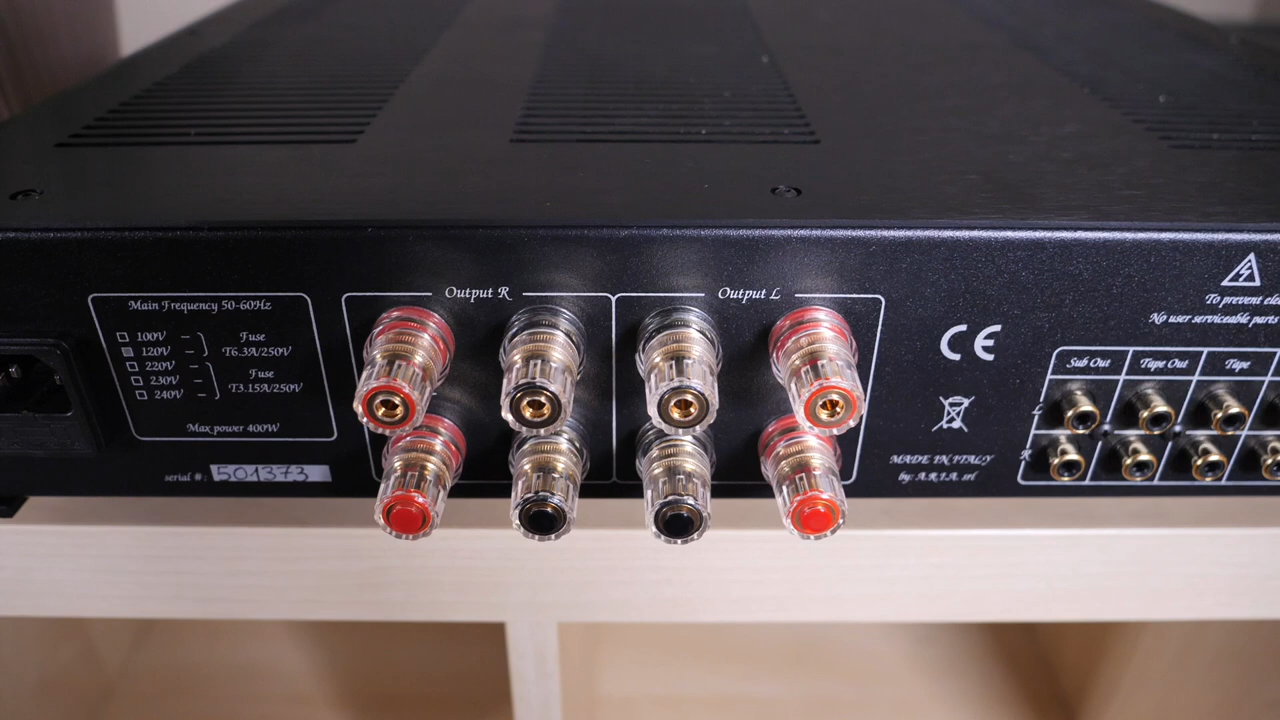 Main Frequency 50-60Hz
100V
120V
Fuse
T6.3A/250V
220V
230V
240V
Fuse
T3.15A/250V
Max power 400W
serial #: 501373
Output R
Output L
CE
MADE IN ITALY
by: A.R.I.A. srl
To prevent
No user serviceable parts
Sub Out
Tape Out
Tape
L
R